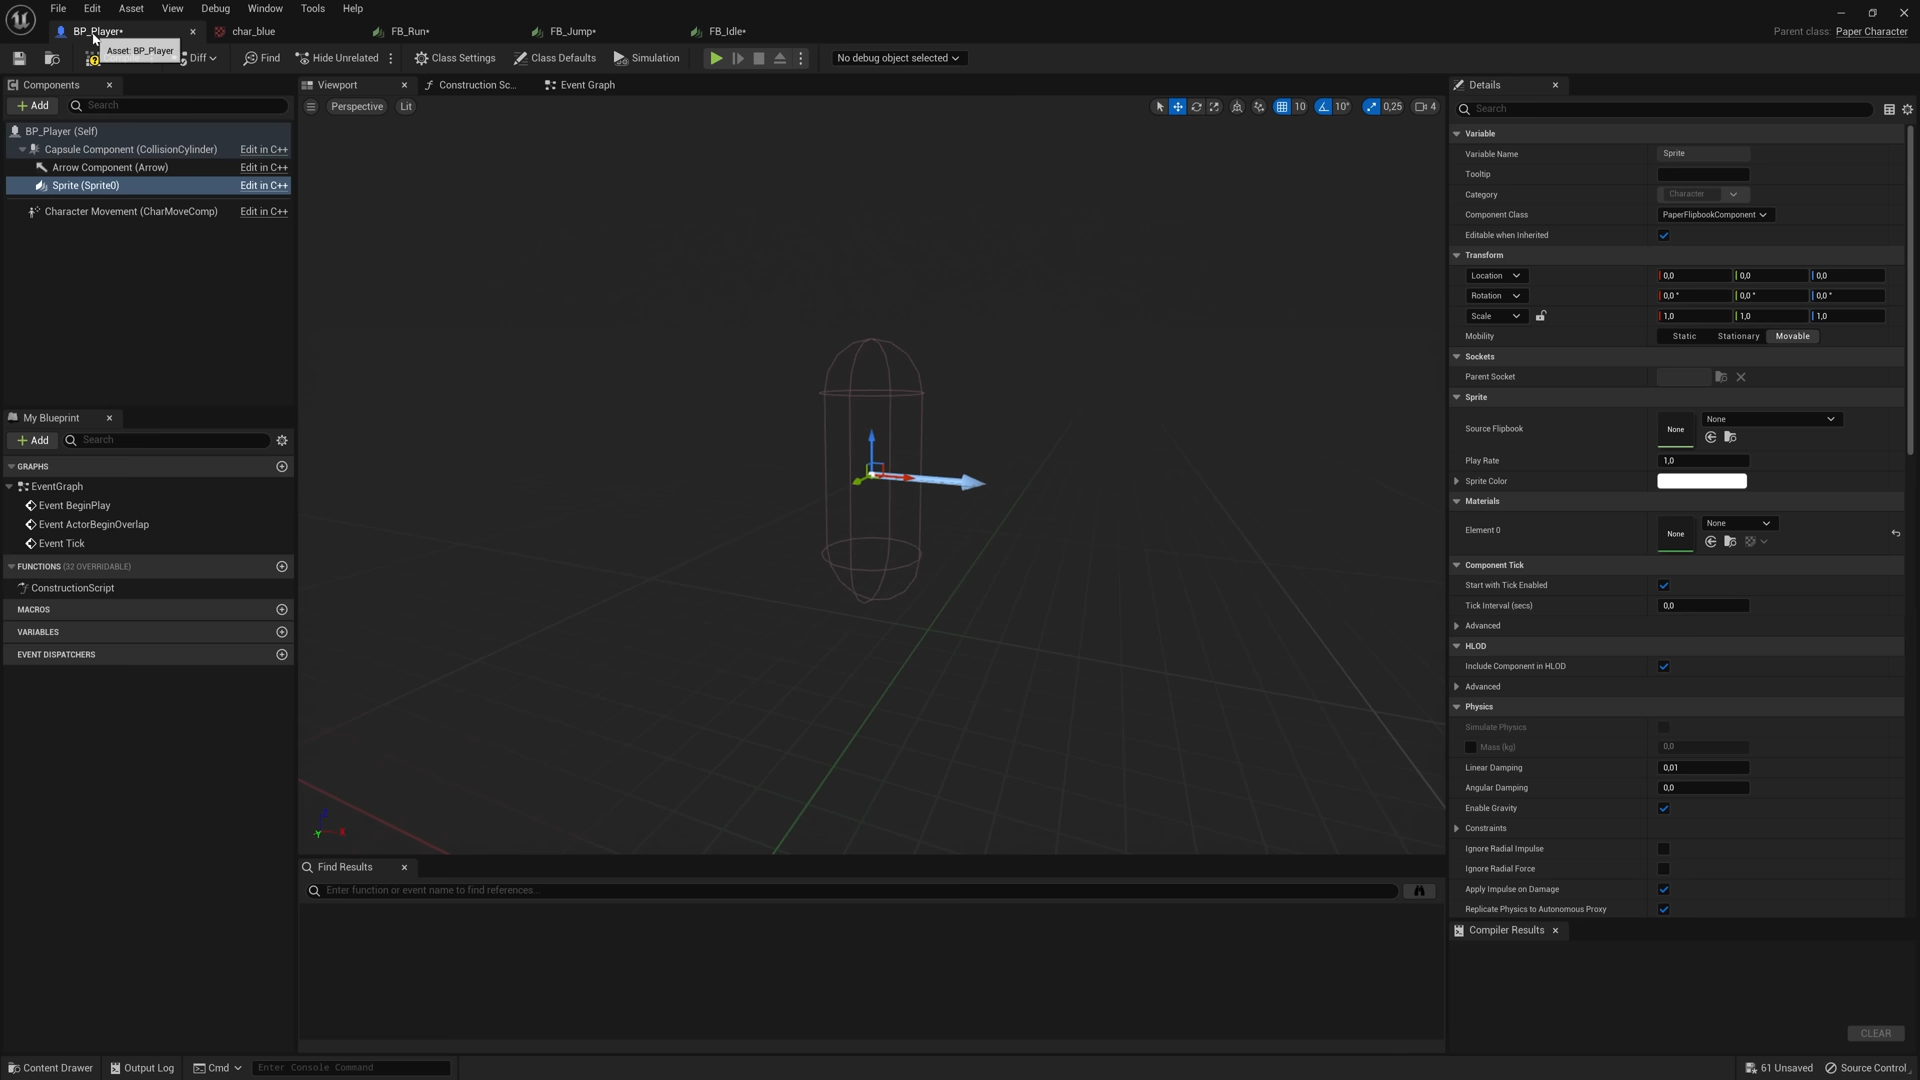 File Edit Asset View Debug Window Tools Help
BP_Player* char_blue FB_Run* FB_Jump* FB_Idle*
Parent class: Paper Character
Asset: BP_Player
Diff Find Hide Unrelated Class Settings Class Defaults Simulation No debug object selected
Components
Add Search
BP_Player (Self)
Capsule Component (CollisionCylinder) Edit in C++
Arrow Component (Arrow) Edit in C++
Sprite (Sprite0) Edit in C++
Character Movement (CharMoveComp) Edit in C++
My Blueprint
Add Search
GRAPHS
EventGraph
Event BeginPlay
Event ActorBeginOverlap
Event Tick
FUNCTIONS (32 OVERRIDABLE)
ConstructionScript
MACROS
VARIABLES
EVENT DISPATCHERS
Viewport Construction Sc... Event Graph
Perspective Lit 10 10° 0,25 4
Z
Y X
Find Results
Enter function or event name to find references...
Details
Search
Variable
Variable Name Sprite
Tooltip
Category Character
Component Class PaperFlipbookComponent
Editable when Inherited
Transform
Location 0,0 0,0 0,0
Rotation 0,0 ° 0,0 ° 0,0 °
Scale 1,0 1,0 1,0
Mobility Static Stationary Movable
Sockets
Parent Socket
Sprite
Source Flipbook None None
Play Rate 1,0
Sprite Color
Materials
Element 0 None None
Component Tick
Start with Tick Enabled
Tick Interval (secs) 0,0
Advanced
HLOD
Include Component in HLOD
Advanced
Physics
Simulate Physics
Mass (kg) 0,0
Linear Damping 0,01
Angular Damping 0,0
Enable Gravity
Constraints
Ignore Radial Impulse
Ignore Radial Force
Apply Impulse on Damage
Replicate Physics to Autonomous Proxy
Compiler Results
CLEAR
Content Drawer Output Log Cmd Enter Console Command
61 Unsaved Source Control